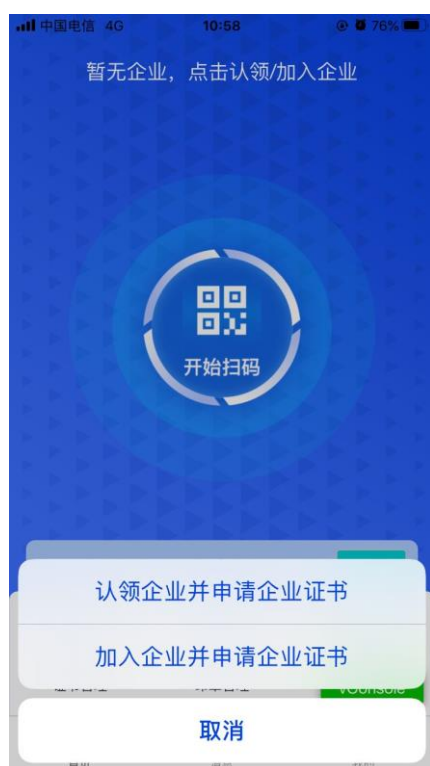 中国电信 4G 10:58 76%
暂无企业，点击认领/加入企业
开始扫码
认领企业并申请企业证书
加入企业并申请企业证书
vConsole
取消